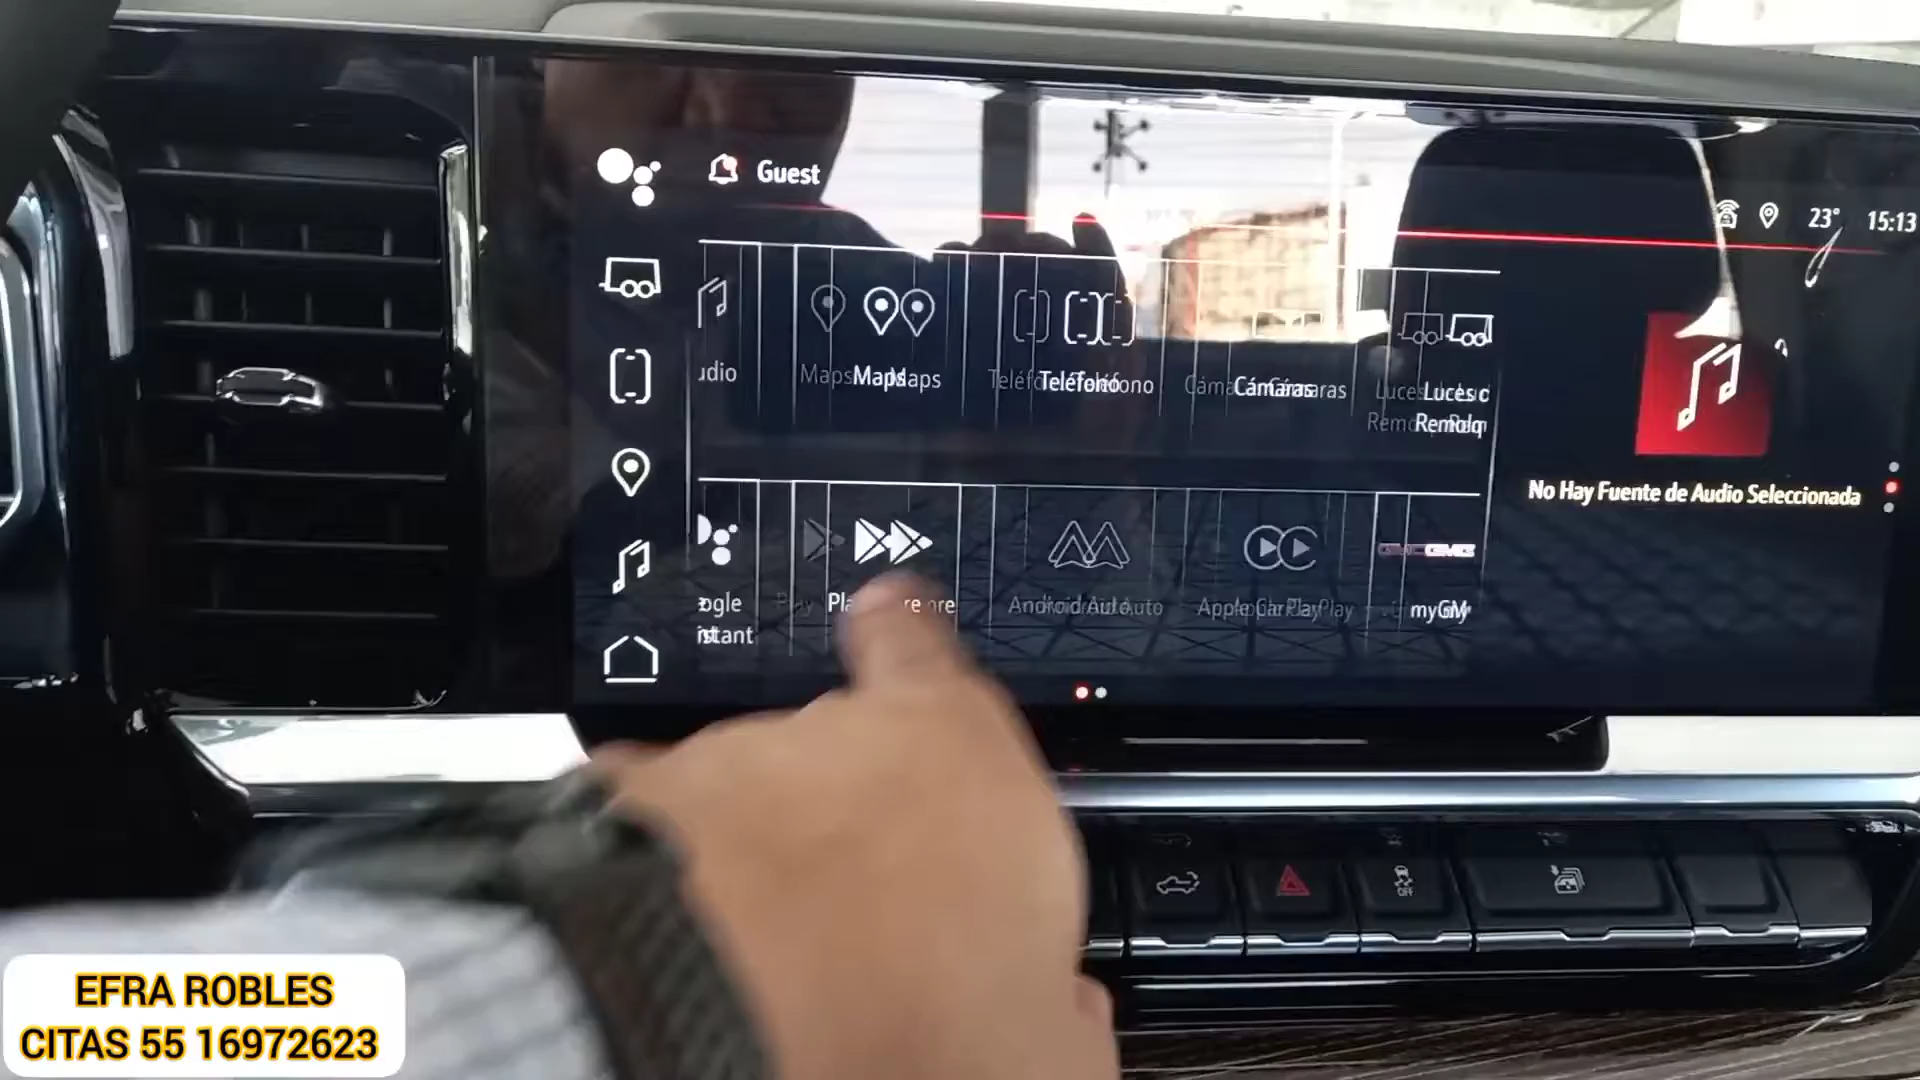 Guest
23° 15:13
Maps
Teléfono
Cámaras
No Hay Fuente de Audio Seleccionada
Android Auto
Apple CarPlay
myGM
OFF
EFRA ROBLES
CITAS 55 16972623